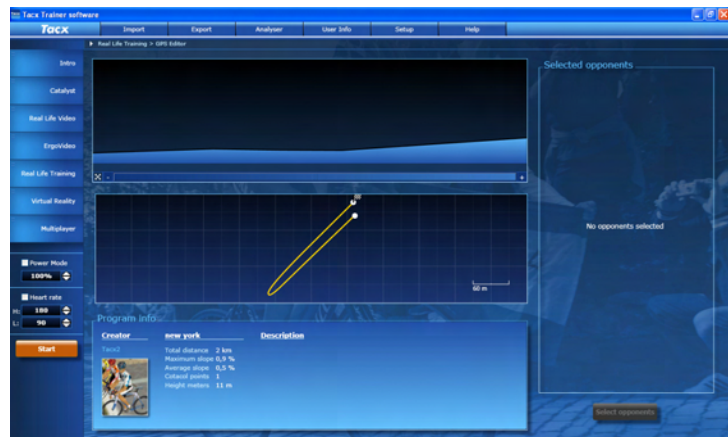 Tacx Trainer software
Tacx Import Export Analyser User Info Setup Help
Real Life Training > GPS Editor
Intro
Catalyst
Real Life Video
ErgoVideo
Real Life Training
Virtual Reality
Multiplayer
Power Mode
100%
Heart rate
H: 180
L: 90
Start
- +
60 m
Program info
Creator
Tacx2
new york
Total distance 2 km
Maximum slope 0,9 %
Average slope 0,5 %
Cotacol points 1
Height meters 11 m
Description
Selected opponents
No opponents selected
Select opponents